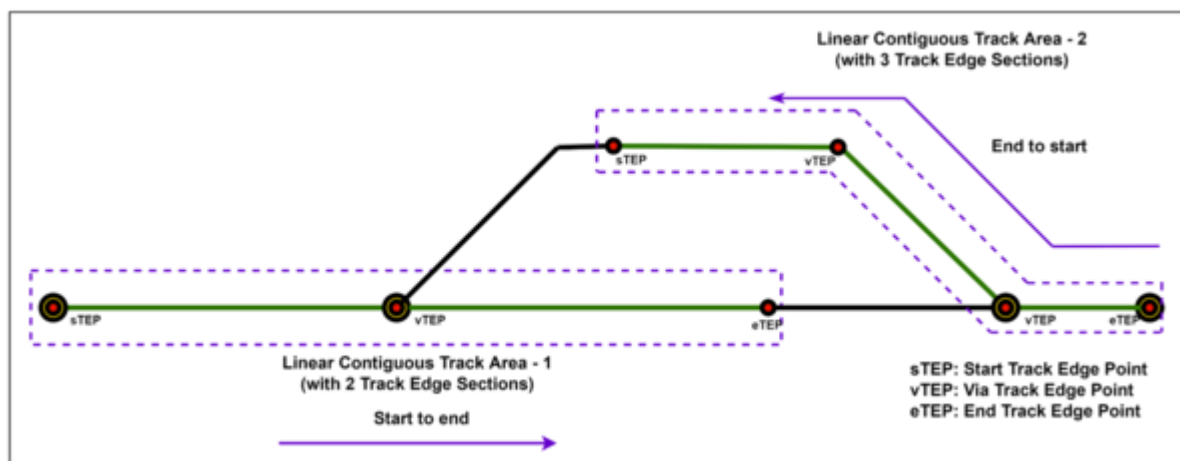 Linear Contiguous Track Area - 2
(with 3 Track Edge Sections)
End to start
sTEP
vTEP
sTEP
vTEP
eTEP
vTEP
eTEP
Linear Contiguous Track Area - 1
(with 2 Track Edge Sections)
Start to end
sTEP: Start Track Edge Point
vTEP: Via Track Edge Point
eTEP: End Track Edge Point